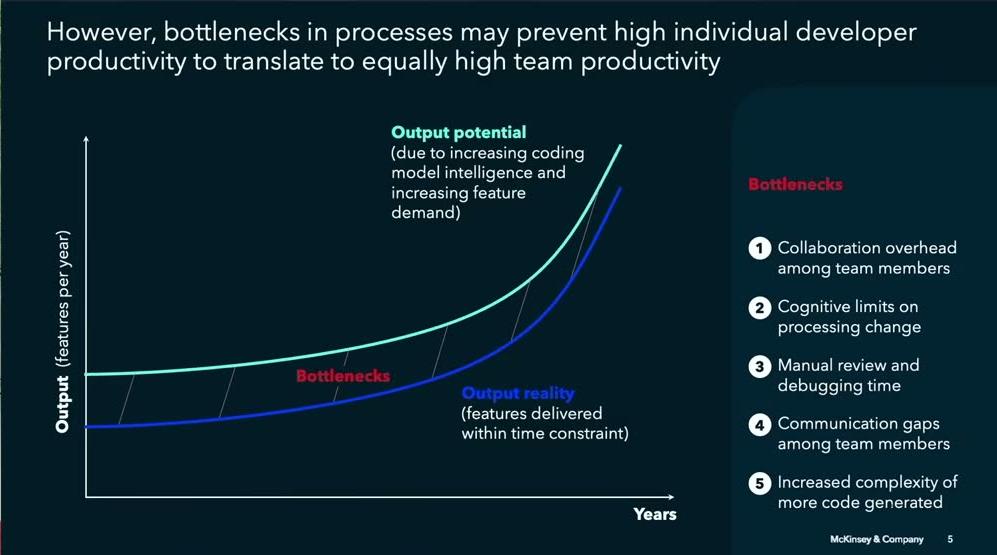 However, bottlenecks in processes may prevent high individual developer
productivity to translate to equally high team productivity
Output potential
(due to increasing coding
model intelligence and
increasing feature
demand)
Output (features per year)
Bottlenecks
Output reality
(features delivered
within time constraint)
Years
Bottlenecks
1 Collaboration overhead
among team members
2 Cognitive limits on
processing change
3 Manual review and
debugging time
4 Communication gaps
among team members
5 Increased complexity of
more code generated
McKinsey & Company 5